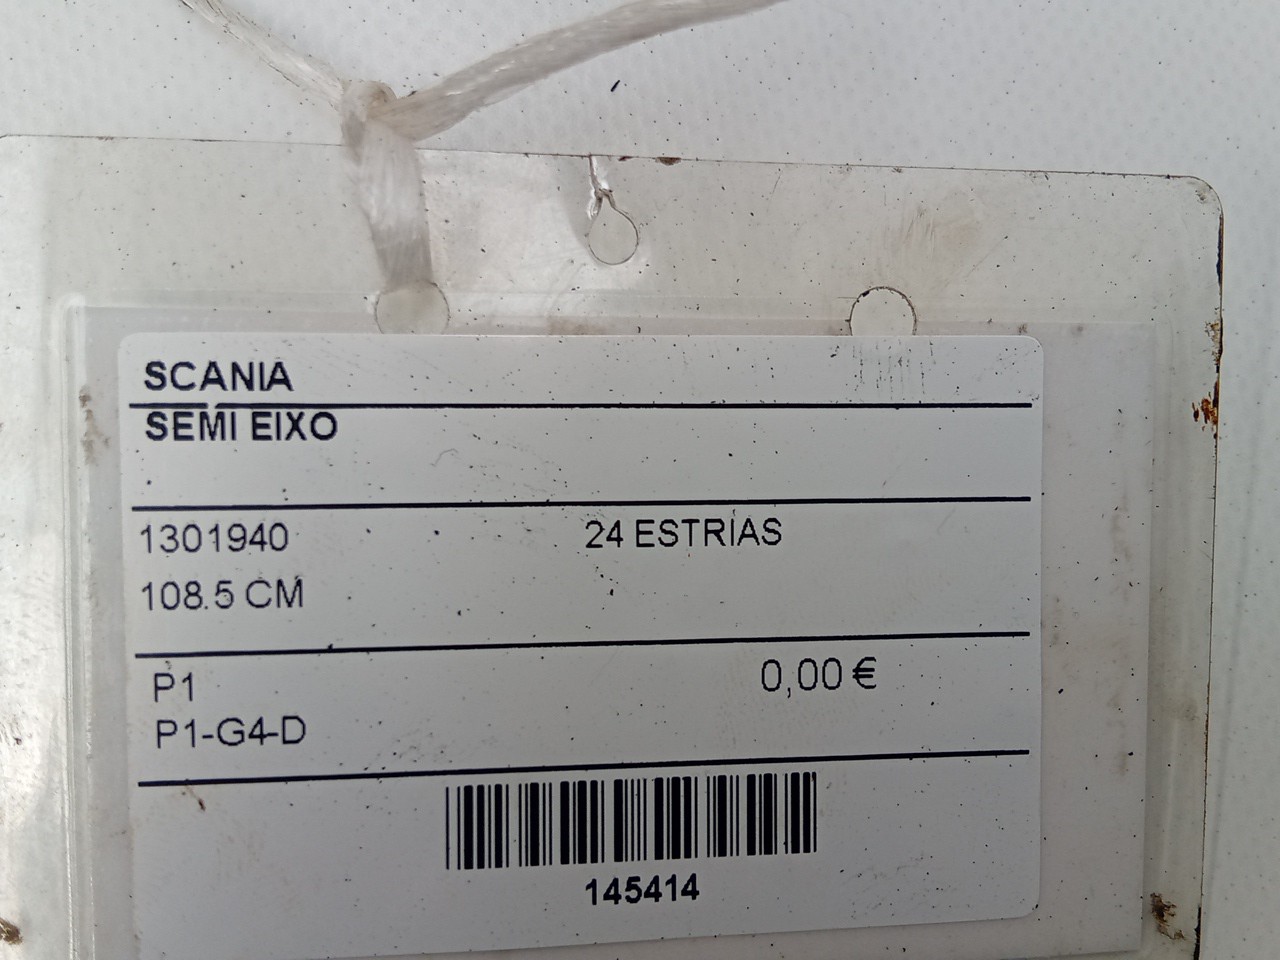 SCANIA
SEMI EIXO
1301940 24 ESTRIAS
108.5 CM
P1 0,00 €
P1-G4-D
145414